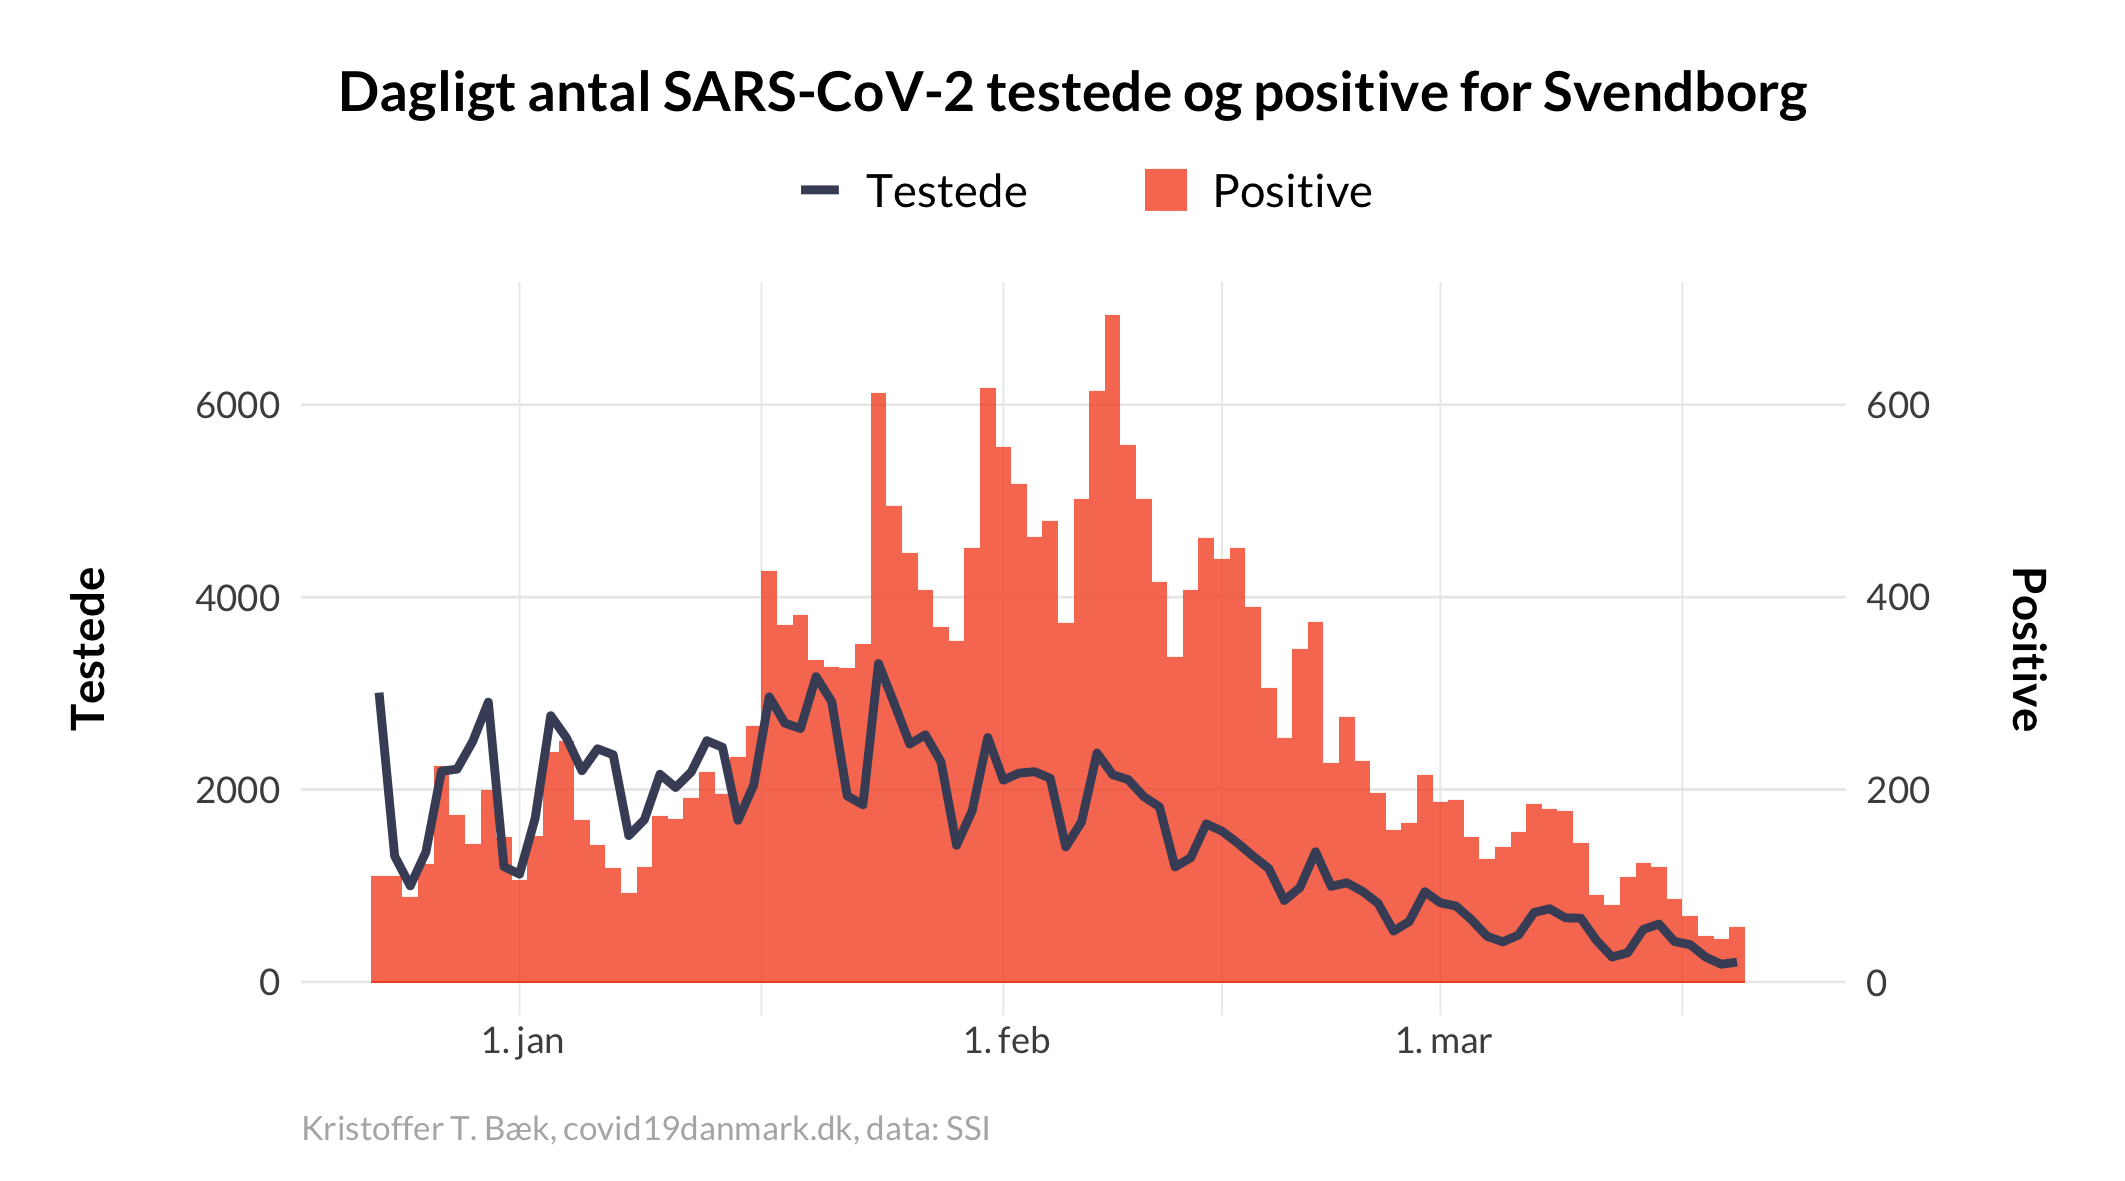 Dagligt antal SARS-CoV-2 testede og positive for Svendborg
Testede
Positive
6000
4000
2000
0
Testede
600
400
200
0
Positive
1. jan
1. feb
1. mar
Kristoffer T. Bæk, covid19danmark.dk, data: SSI